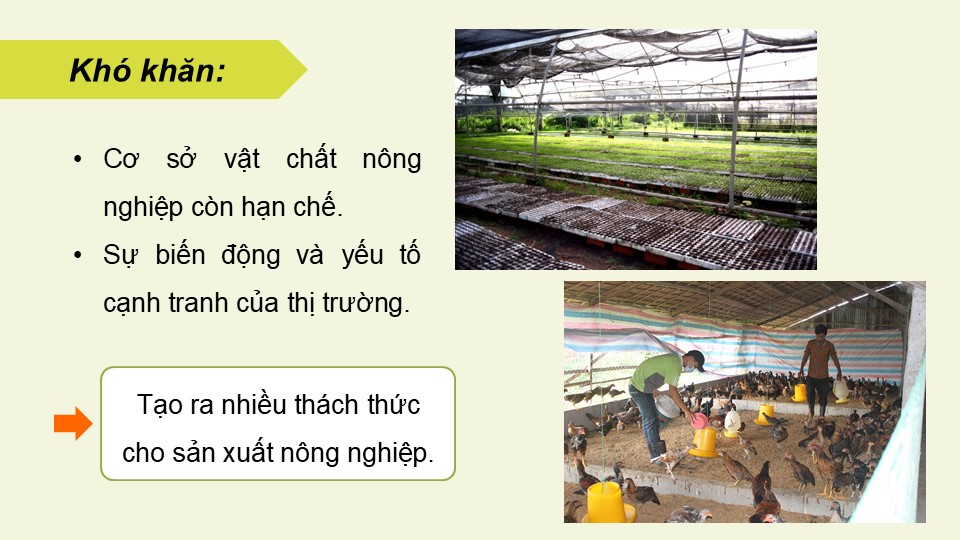 Khó khăn:
• Cơ sở vật chất nông
nghiệp còn hạn chế.
• Sự biến động và yếu tố
cạnh tranh của thị trường.
Tạo ra nhiều thách thức
cho sản xuất nông nghiệp.